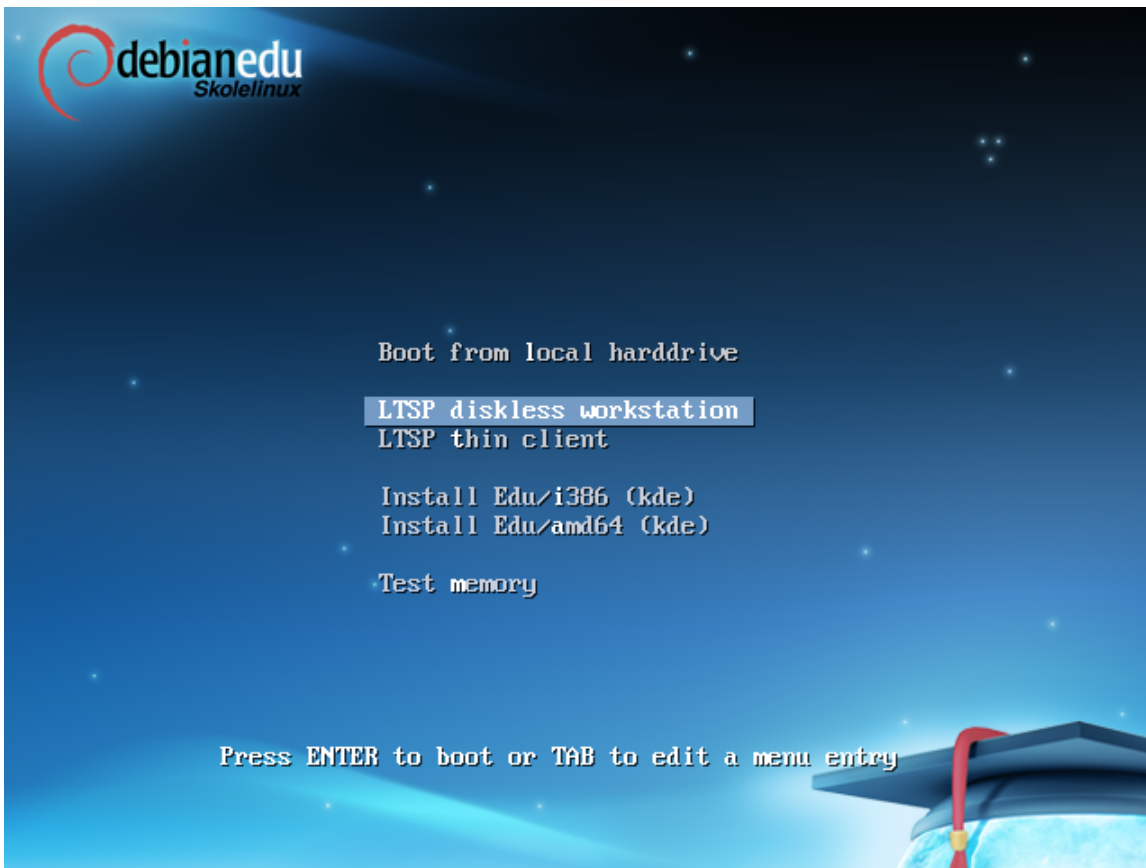 debianedu
Skolelinux
Boot from local harddrive
LTSP diskless workstation
LTSP thin client
Install Edu/i386 (kde)
Install Edu/amd64 (kde)
Test memory
Press ENTER to boot or TAB to edit a menu entry